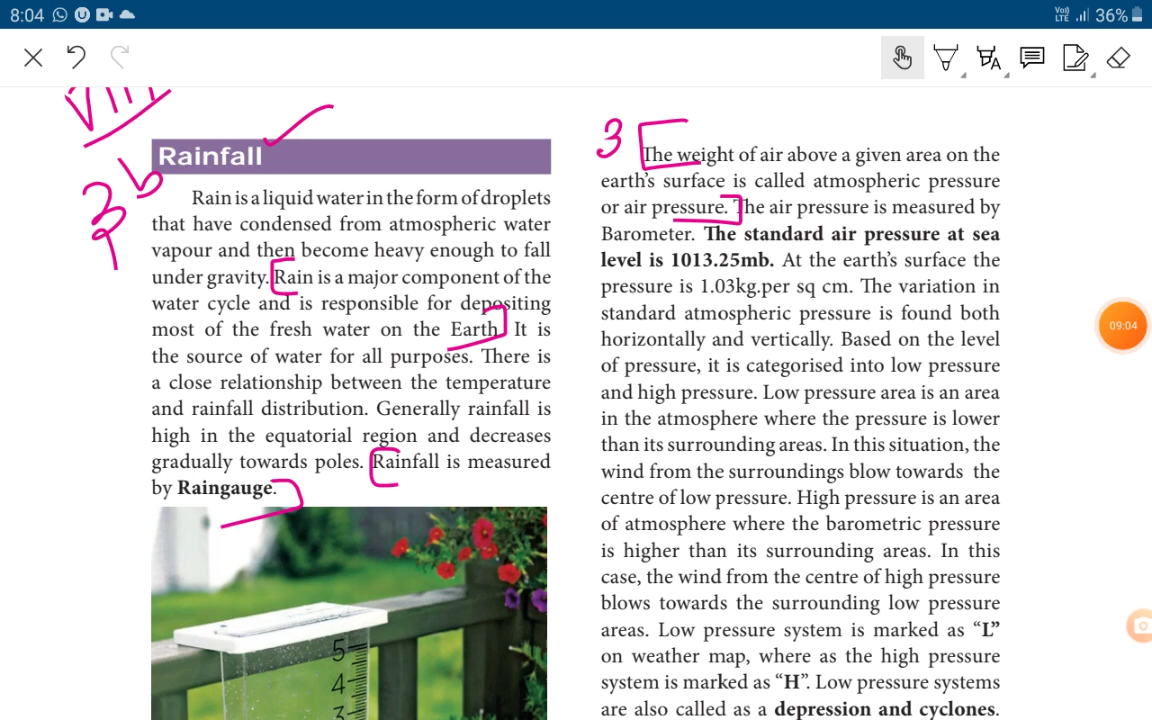 8:04
Vo))
LTE
36%
VIII
Rainfall
3 b
Rain is a liquid water in the form of droplets
that have condensed from atmospheric water
vapour and then become heavy enough to fall
under gravity. Rain is a major component of the
water cycle and is responsible for depositing
most of the fresh water on the Earth. It is
the source of water for all purposes. There is
a close relationship between the temperature
and rainfall distribution. Generally rainfall is
high in the equatorial region and decreases
gradually towards poles. Rainfall is measured
by Raingauge.
5
4
3
3
The weight of air above a given area on the
earth's surface is called atmospheric pressure
or air pressure. The air pressure is measured by
Barometer. The standard air pressure at sea
level is 1013.25mb. At the earth's surface the
pressure is 1.03kg.per sq cm. The variation in
standard atmospheric pressure is found both
horizontally and vertically. Based on the level
of pressure, it is categorised into low pressure
and high pressure. Low pressure area is an area
in the atmosphere where the pressure is lower
than its surrounding areas. In this situation, the
wind from the surroundings blow towards the
centre of low pressure. High pressure is an area
of atmosphere where the barometric pressure
is higher than its surrounding areas. In this
case, the wind from the centre of high pressure
blows towards the surrounding low pressure
areas. Low pressure system is marked as “L”
on weather map, where as the high pressure
system is marked as “H”. Low pressure systems
are also called as a depression and cyclones.
09:04